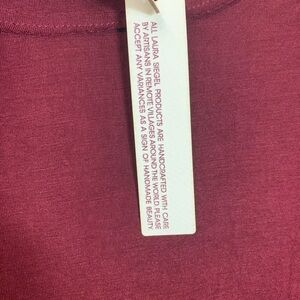 ALL LAURA SIEGEL PRODUCTS ARE HANDCRAFTED WITH CARE
BY ARTISANS IN REMOTE VILLAGES AROUND THE WORLD. PLEASE
ACCEPT ANY VARIANCES AS A SIGN OF HANDMADE BEAUTY.